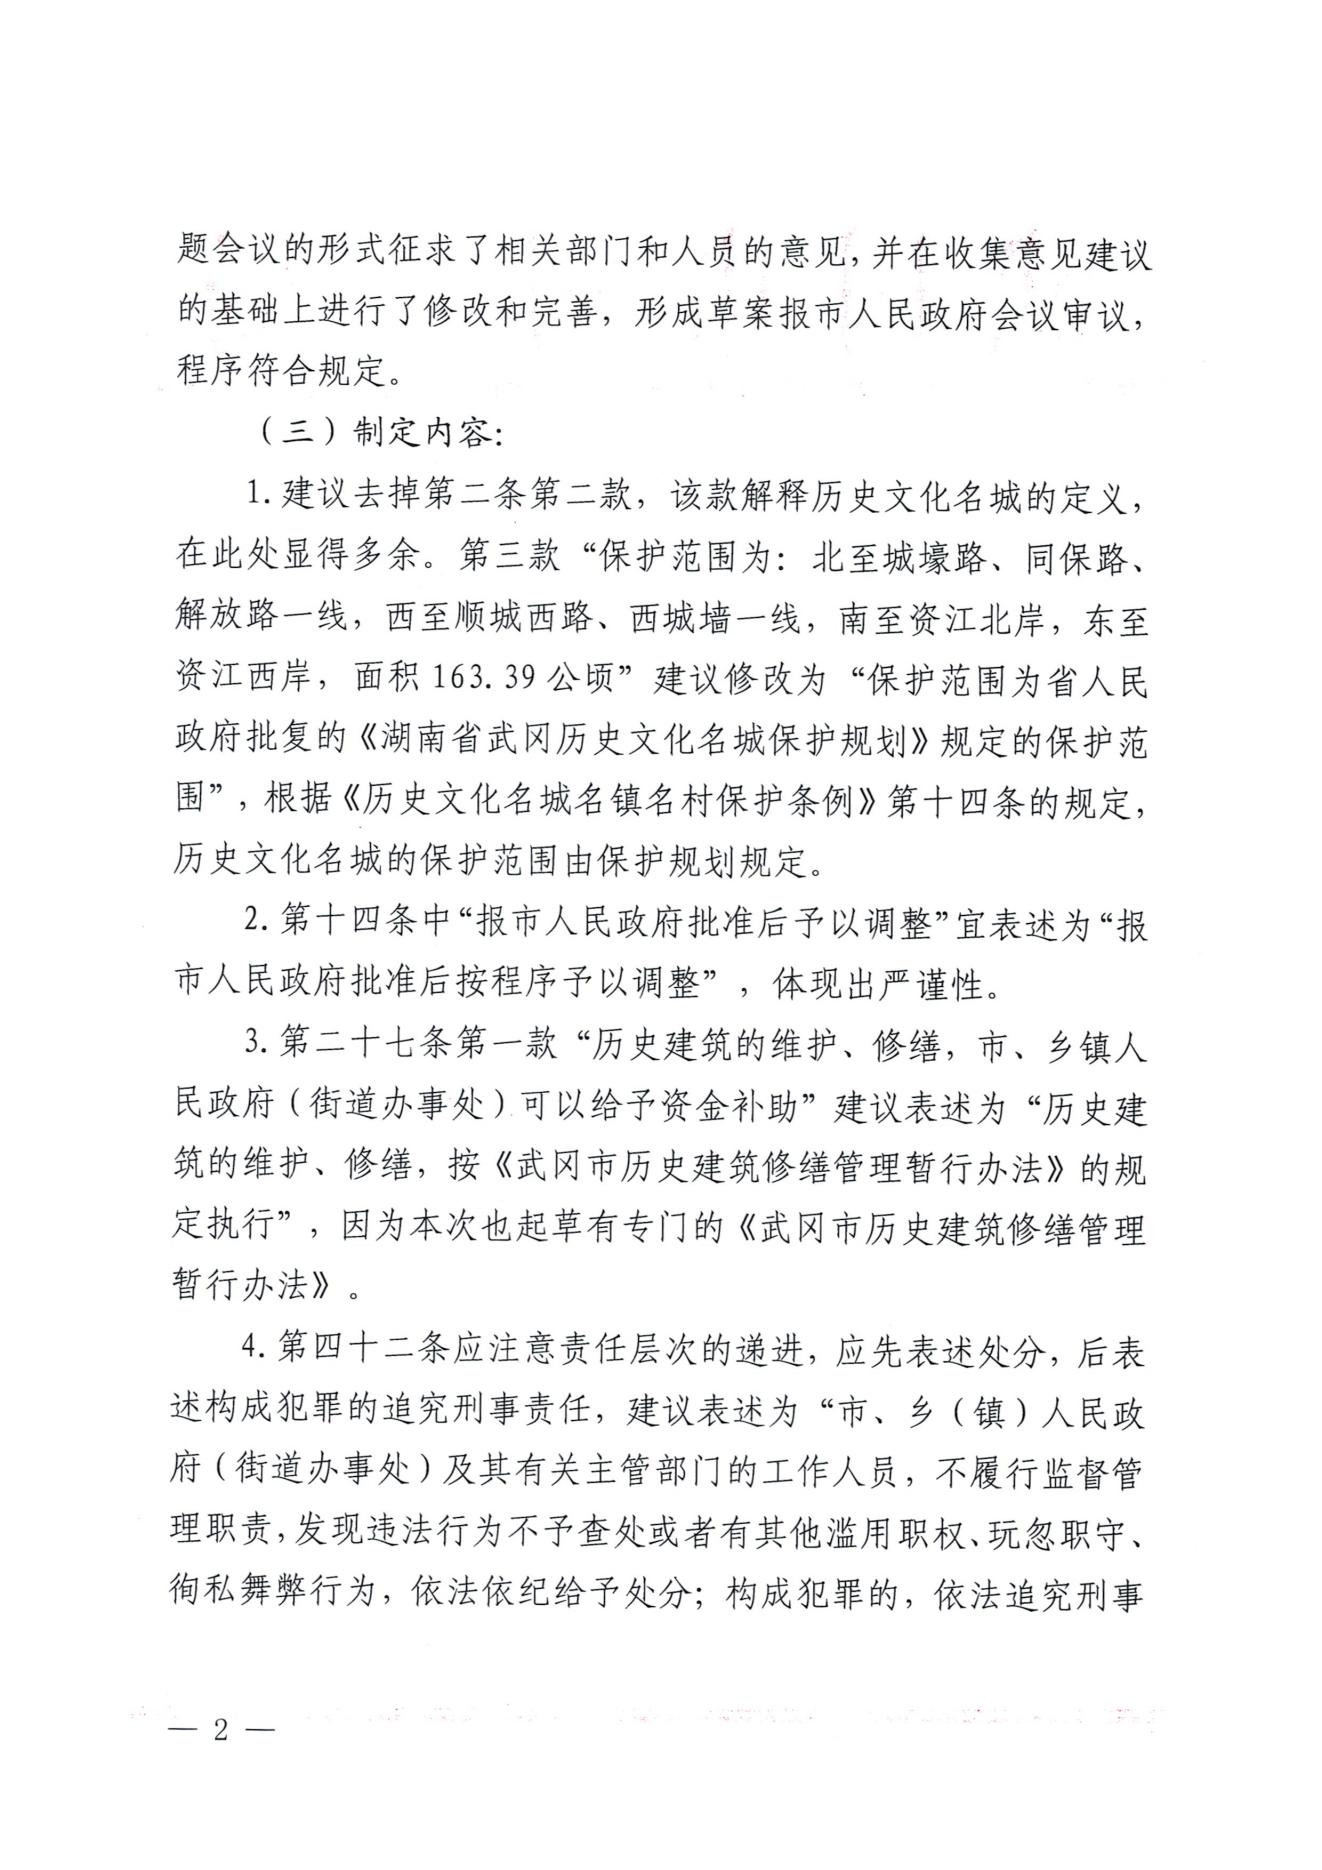 题会议的形式征求了相关部门和人员的意见，并在收集意见建议
的基础上进行了修改和完善，形成草案报市人民政府会议审议，
程序符合规定。
（三）制定内容：
1.建议去掉第二条第二款，该款解释历史文化名城的定义，
在此处显得多余。第三款“保护范围为：北至城壕路、同保路、
解放路一线，西至顺城西路、西城墙一线，南至资江北岸，东至
资江西岸，面积 163.39 公顷”建议修改为“保护范围为省人民
政府批复的《湖南省武冈历史文化名城保护规划》规定的保护范
围”，根据《历史文化名城名镇名村保护条例》第十四条的规定，
历史文化名城的保护范围由保护规划规定。
2.第十四条中“报市人民政府批准后予以调整”宜表述为“报
市人民政府批准后按程序予以调整”，体现出严谨性。
3.第二十七条第一款“历史建筑的维护、修缮，市、乡镇人
民政府（街道办事处）可以给予资金补助”建议表述为“历史建
筑的维护、修缮，按《武冈市历史建筑修缮管理暂行办法》的规
定执行”，因为本次也起草有专门的《武冈市历史建筑修缮管理
暂行办法》。
4.第四十二条应注意责任层次的递进，应先表述处分，后表
述构成犯罪的追究刑事责任，建议表述为“市、乡（镇）人民政
府（街道办事处）及其有关主管部门的工作人员，不履行监督管
理职责，发现违法行为不予查处或者有其他滥用职权、玩忽职守、
徇私舞弊行为，依法依纪给予处分；构成犯罪的，依法追究刑事
— 2 —